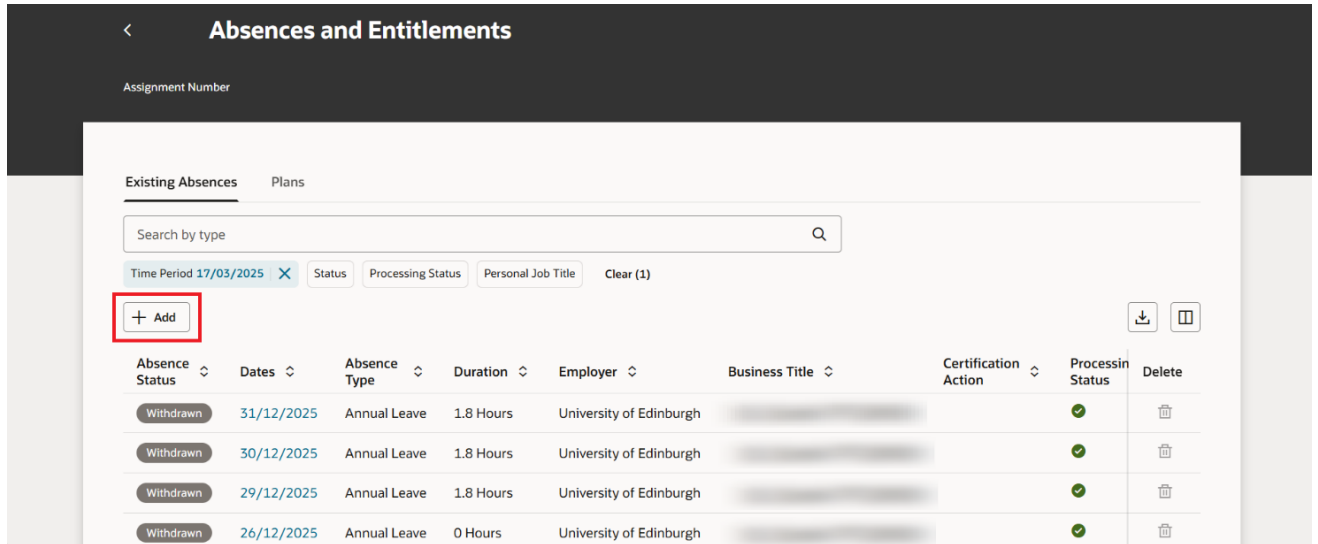 Absences and Entitlements
Assignment Number
Existing Absences Plans
Search by type
Time Period 17/03/2025 Status Processing Status Personal Job Title Clear (1)
+ Add
Absence Status Dates Absence Type Duration Employer Business Title Certification Action Processin Status Delete
Withdrawn 31/12/2025 Annual Leave 1.8 Hours University of Edinburgh
Withdrawn 30/12/2025 Annual Leave 1.8 Hours University of Edinburgh
Withdrawn 29/12/2025 Annual Leave 1.8 Hours University of Edinburgh
Withdrawn 26/12/2025 Annual Leave 0 Hours University of Edinburgh